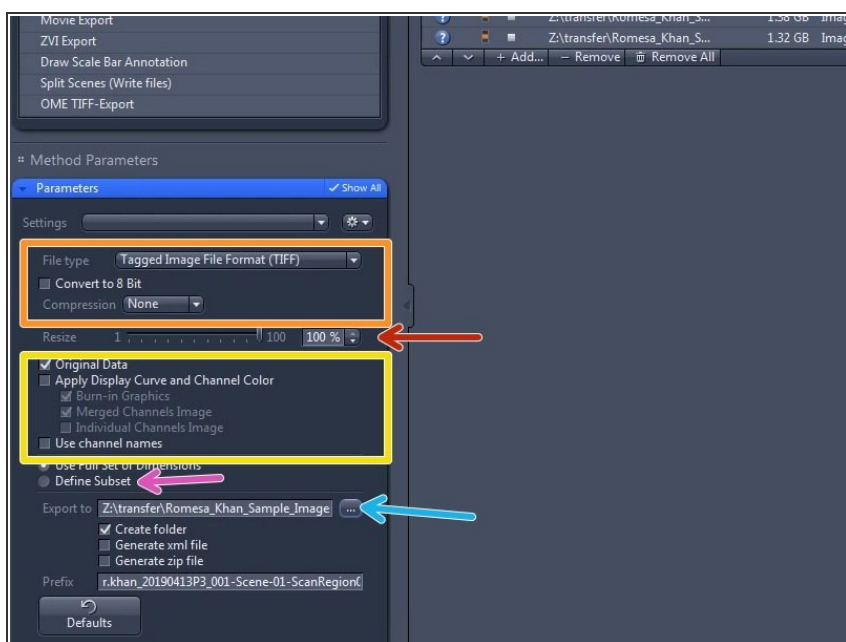 Movie Export
ZVI Export
Draw Scale Bar Annotation
Split Scenes (Write files)
OME TIFF-Export
Z:\transfer\Romesa_Khan_S... 1.38 GB Imag
? Z:\transfer\Romesa_Khan_S... 1.32 GB Imag
+ Add... − Remove Remove All
Method Parameters
Parameters Show All
Settings
File type Tagged Image File Format (TIFF)
Convert to 8 Bit
Compression None
Resize 1 100 100 %
Original Data
Apply Display Curve and Channel Color
Burn-in Graphics
Merged Channels Image
Individual Channels Image
Use channel names
Use Full Set of Dimensions
Define Subset
Export to Z:\transfer\Romesa_Khan_Sample_Image ...
Create folder
Generate xml file
Generate zip file
Prefix r.khan_20190413P3_001-Scene-01-ScanRegion
Defaults